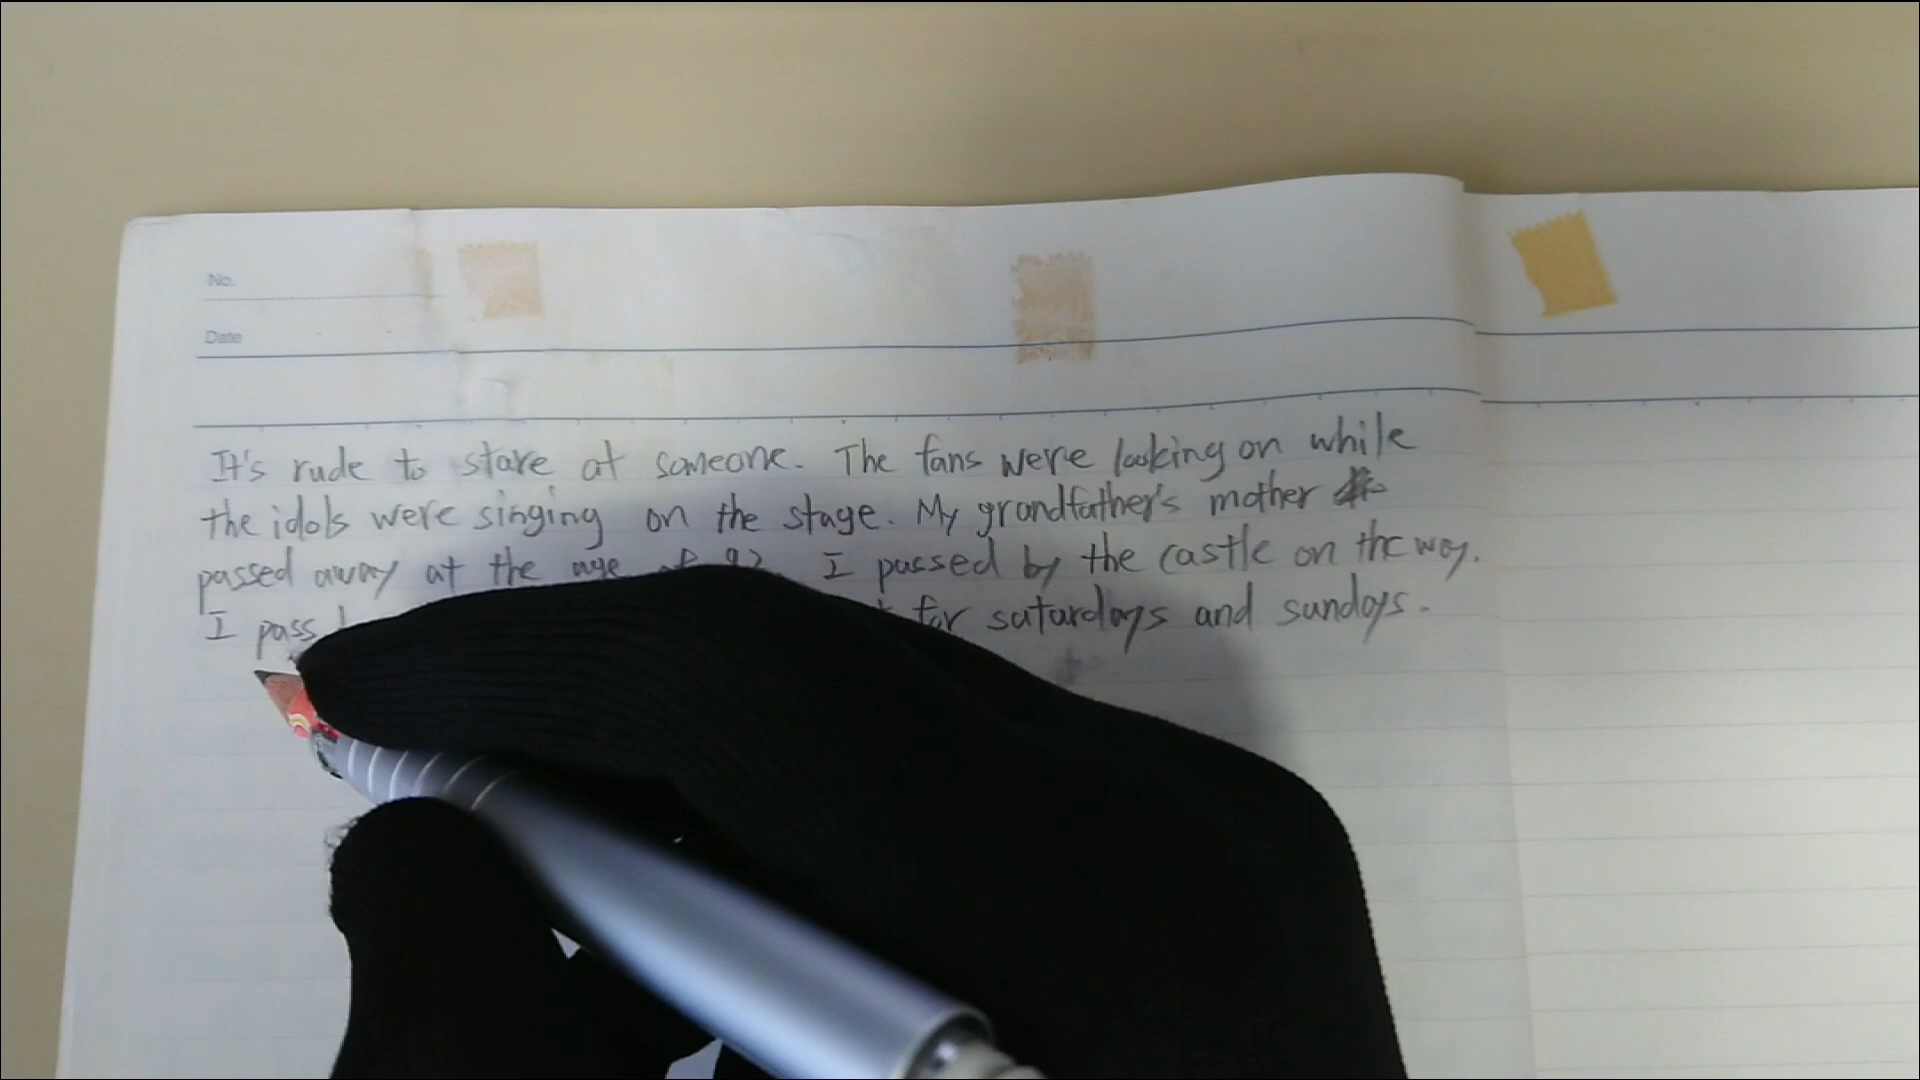 No.
Date
It's rude to stare at someone. The fans were looking on while
the idols were singing on the stage. My grandfather's mother
passed away at the age of 92. I passed by the castle on the way.
I pass for saturdays and sundays.